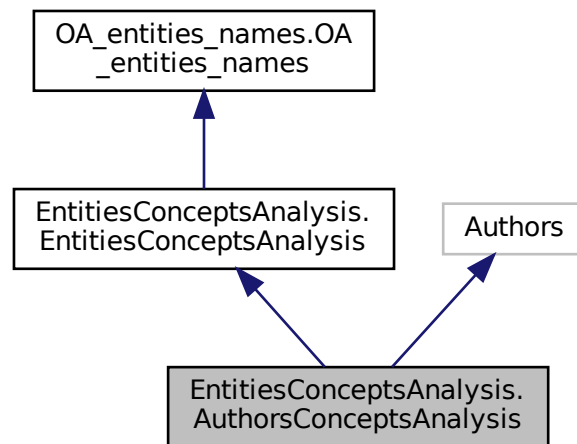 OA_entities_names.OA
_entities_names
EntitiesConceptsAnalysis.
EntitiesConceptsAnalysis
Authors
EntitiesConceptsAnalysis.
AuthorsConceptsAnalysis